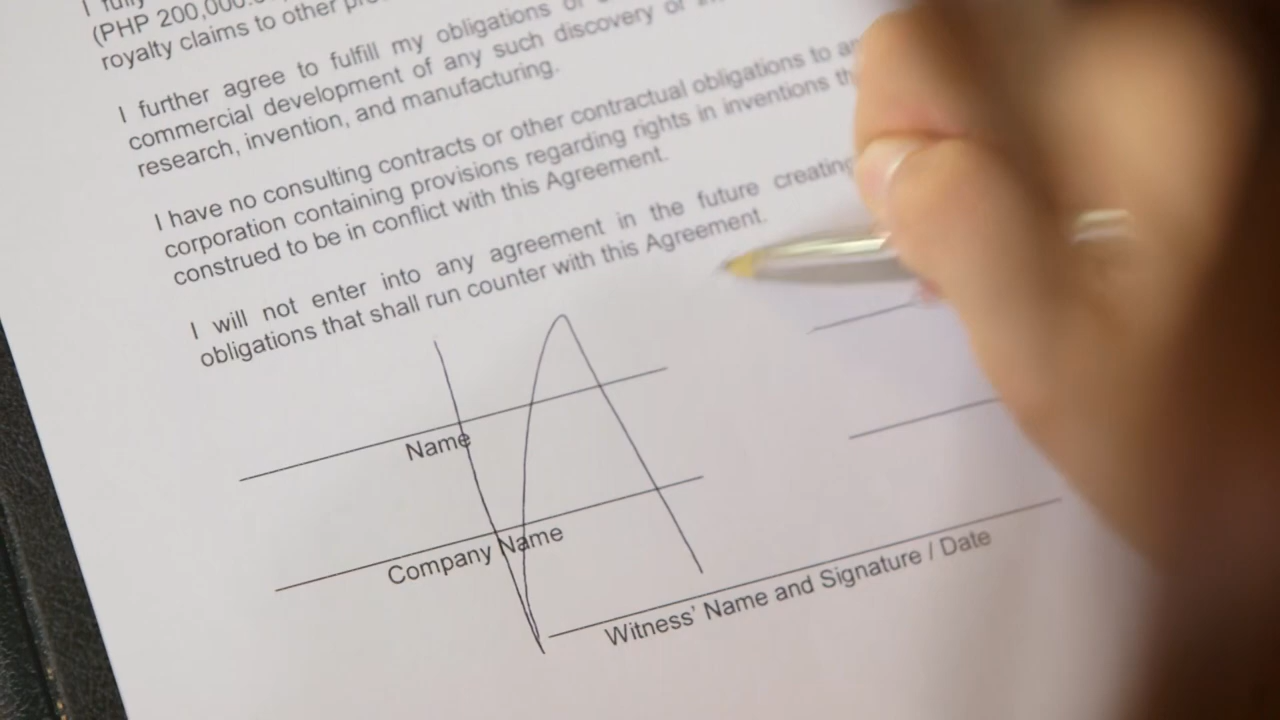 I fully
(PHP 200,000.
royalty claims to other
I further agree to fulfill my obligations
commercial development of any such discovery or
research, invention, and manufacturing.
I have no consulting contracts or other contractual obligations to
corporation containing provisions regarding rights in inventions
construed to be in conflict with this Agreement.
I will not enter into any agreement in the future creating
obligations that shall run counter with this Agreement.
Name
Company Name
Witness’ Name and Signature / Date